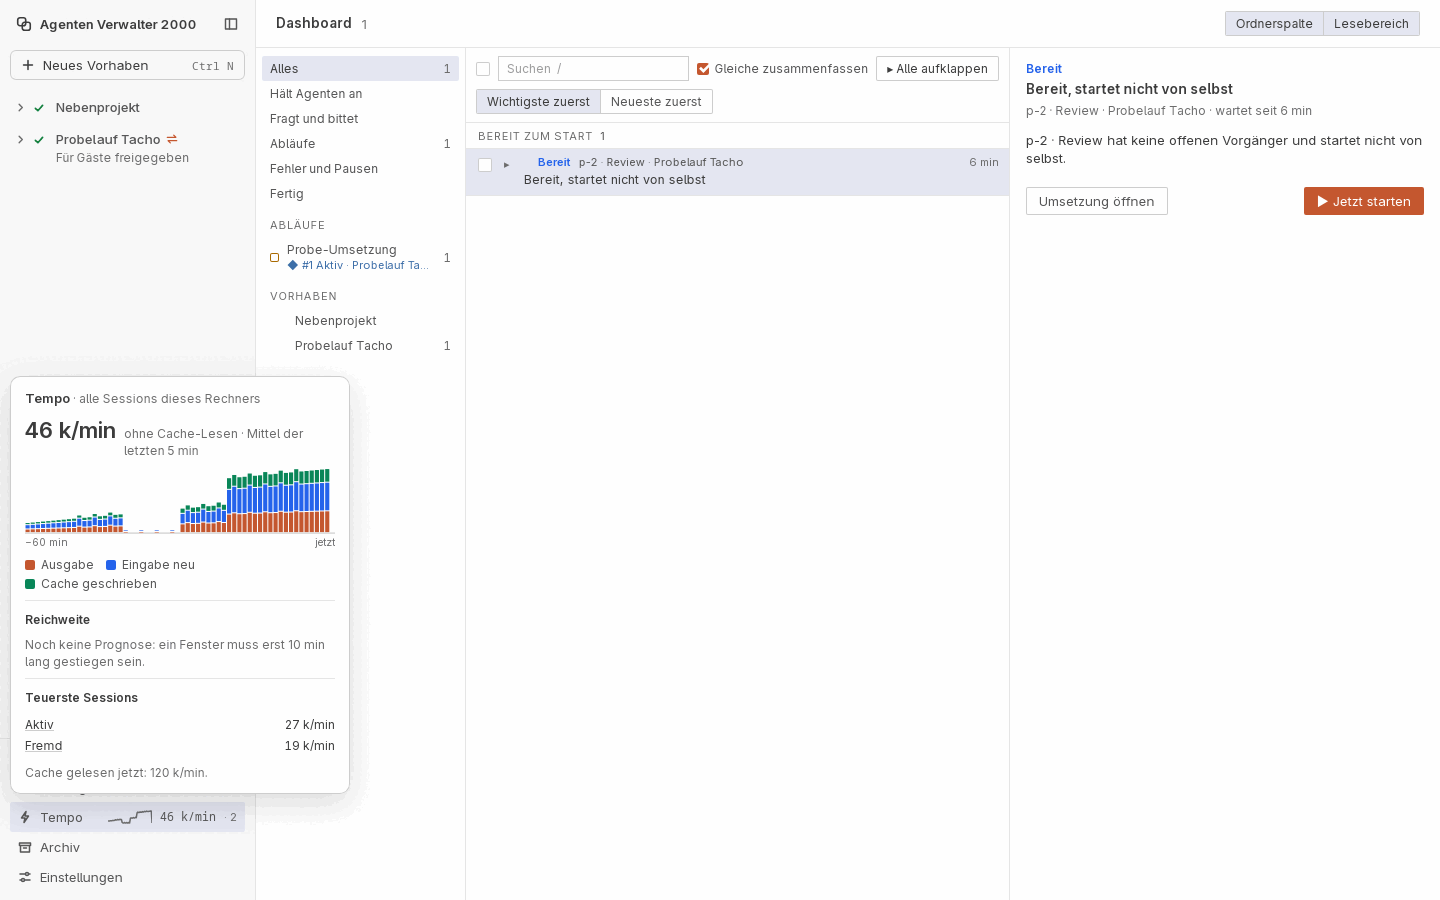 Agenten Verwalter 2000
Neues Vorhaben Ctrl N
Nebenprojekt
Probelauf Tacho
Für Gäste freigegeben
Dashboard 1
Ordnerspalte Lesebereich
Alles 1
Hält Agenten an
Fragt und bittet
Abläufe 1
Fehler und Pausen
Fertig
ABLÄUFE
Probe-Umsetzung 1
#1 Aktiv · Probelauf Ta…
VORHABEN
Nebenprojekt
Probelauf Tacho 1
Suchen / Gleiche zusammenfassen ▸ Alle aufklappen
Wichtigste zuerst Neueste zuerst
BEREIT ZUM START 1
▸ Bereit p-2 · Review · Probelauf Tacho 6 min
Bereit, startet nicht von selbst
Bereit
Bereit, startet nicht von selbst
p-2 · Review · Probelauf Tacho · wartet seit 6 min
p-2 · Review hat keine offenen Vorgänger und startet nicht von
selbst.
Umsetzung öffnen ▶ Jetzt starten
Tempo · alle Sessions dieses Rechners
46 k/min ohne Cache-Lesen · Mittel der
letzten 5 min
−60 min jetzt
Ausgabe Eingabe neu
Cache geschrieben
Reichweite
Noch keine Prognose: ein Fenster muss erst 10 min
lang gestiegen sein.
Teuerste Sessions
Aktiv 27 k/min
Fremd 19 k/min
Cache gelesen jetzt: 120 k/min.
Tempo 46 k/min · 2
Archiv
Einstellungen